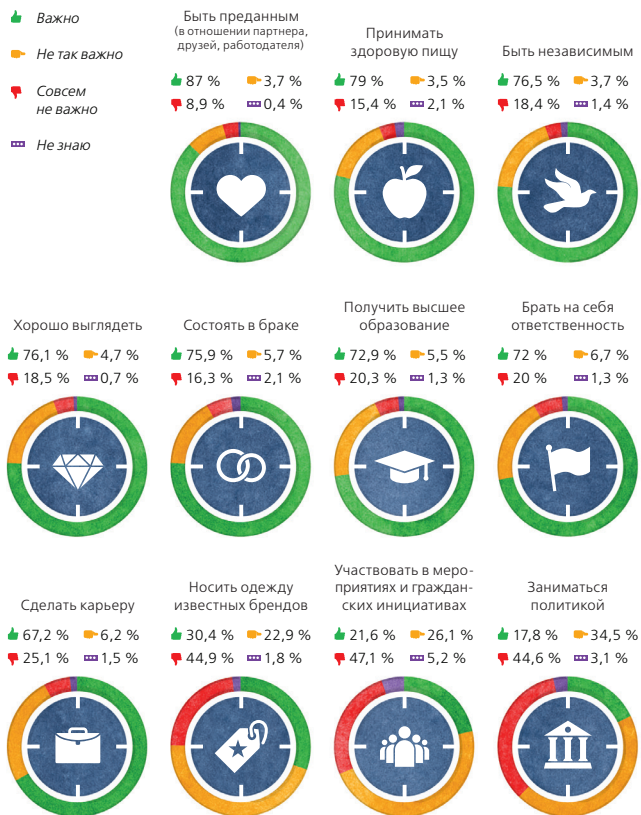 Важно
Не так важно
Совсем
не важно
Не знаю
Быть преданным
(в отношении партнера,
друзей, работодателя)
87 % 3,7 %
8,9 % 0,4 %
Принимать
здоровую пищу
79 % 3,5 %
15,4 % 2,1 %
Быть независимым
76,5 % 3,7 %
18,4 % 1,4 %
Хорошо выглядеть
76,1 % 4,7 %
18,5 % 0,7 %
Состоять в браке
75,9 % 5,7 %
16,3 % 2,1 %
Получить высшее
образование
72,9 % 5,5 %
20,3 % 1,3 %
Брать на себя
ответственность
72 % 6,7 %
20 % 1,3 %
Сделать карьеру
67,2 % 6,2 %
25,1 % 1,5 %
Носить одежду
известных брендов
30,4 % 22,9 %
44,9 % 1,8 %
Участвовать в меро-
приятиях и граждан-
ских инициативах
21,6 % 26,1 %
47,1 % 5,2 %
Заниматься
политикой
17,8 % 34,5 %
44,6 % 3,1 %